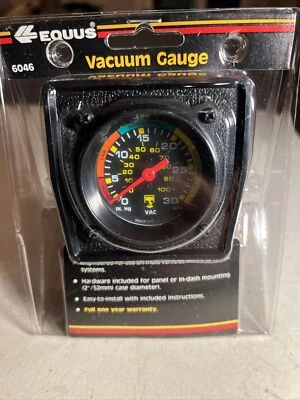 EQUUS
6046 Vacuum Gauge
15
10 20
5 25
0 30
IN. Hg
VAC
systems.
• Hardware included for panel or in-dash mounting
(2"/52mm) case diameter).
• Easy-to-install with included instructions.
• Full one year warranty.